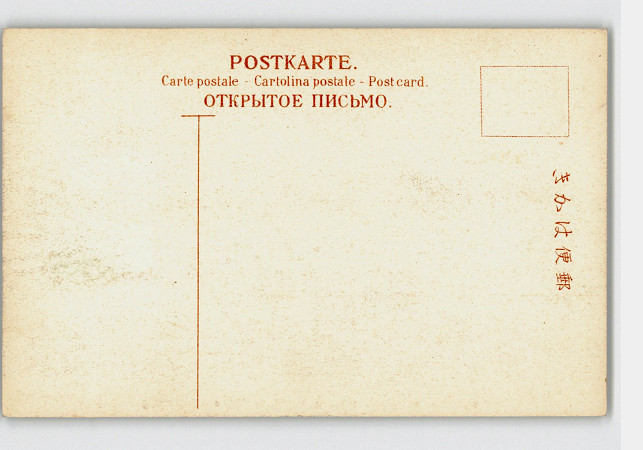 POSTKARTE.
Carte postale - Cartolina postale - Post card.
ОТКРЫТОЕ ПИСЬМО.
きかは便郵